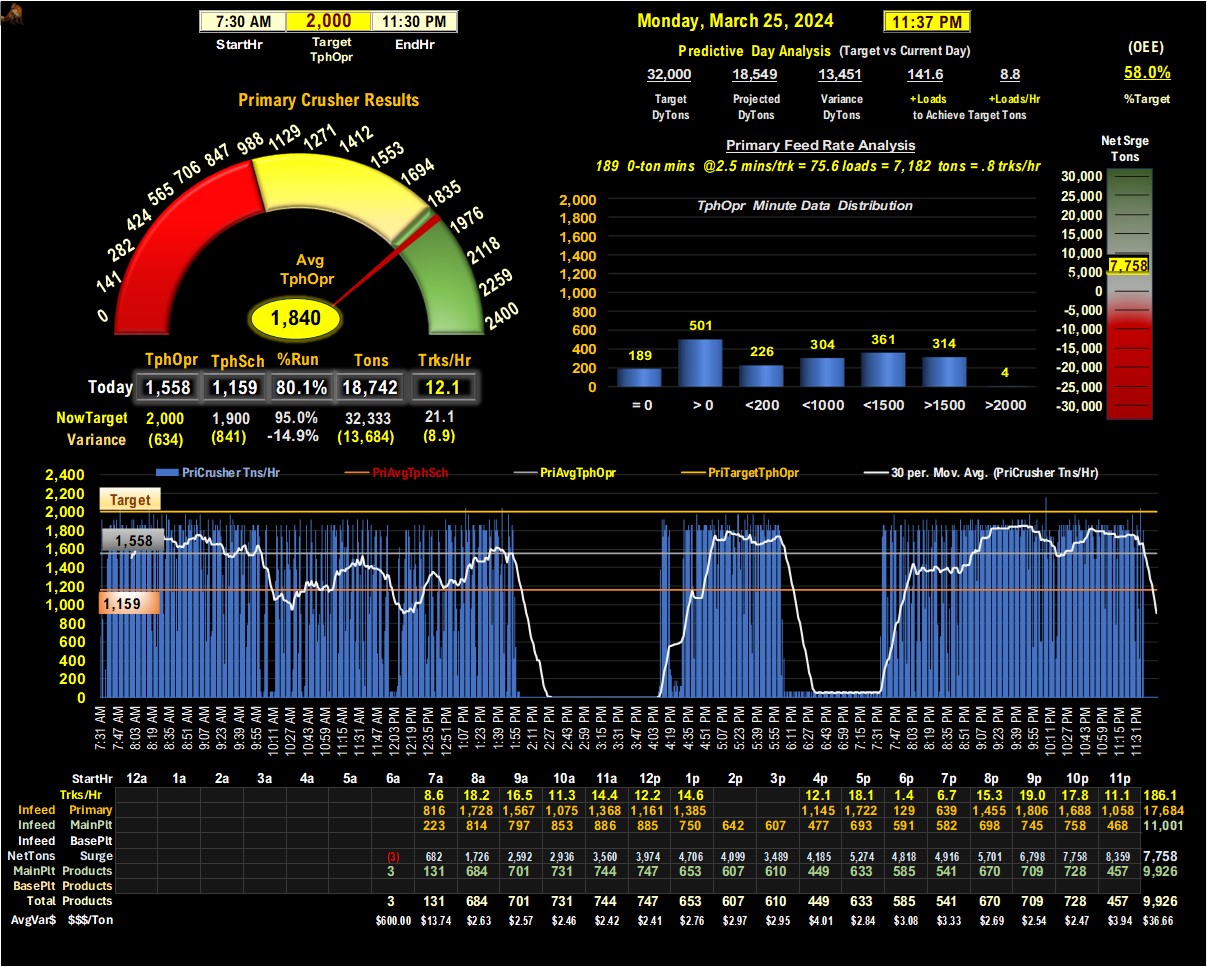 7:30 AM 2,000 11:30 PM
StartHr Target TphOpr EndHr
Monday, March 25, 2024 11:37 PM
Predictive Day Analysis (Target vs Current Day)
32,000 18,549 13,451 141.6 8.8
Target Projected Variance +Loads +Loads/Hr
DyTons DyTons DyTons to Achieve Target Tons
(OEE)
58.0%
%Target
Primary Crusher Results
0 141 282 424 565 706 847 988 1129 1271 1412 1553 1694 1835 1976 2118 2259 2400
Avg
TphOpr
1,840
TphOpr TphSch %Run Tons Trks/Hr
Today 1,558 1,159 80.1% 18,742 12.1
NowTarget 2,000 1,900 95.0% 32,333 21.1
Variance (634) (841) -14.9% (13,684) (8.9)
Primary Feed Rate Analysis
189 0-ton mins @2.5 mins/trk = 75.6 loads = 7,182 tons = .8 trks/hr
TphOpr Minute Data Distribution
2,000
1,800
1,600
1,400
1,200
1,000
800
600
400
200
0
189 501 226 304 361 314 4
= 0 > 0 <200 <1000 <1500 >1500 >2000
Net Srge
Tons
30,000
25,000
20,000
15,000
10,000
7,758
5,000
0
-5,000
-10,000
-15,000
-20,000
-25,000
-30,000
PriCrusher Tns/Hr PriAvgTphSch PriAvgTphOpr PriTargetTphOpr 30 per. Mov. Avg. (PriCrusher Tns/Hr)
2,400
2,200
2,000
1,800
1,600
1,400
1,200
1,000
800
600
400
200
0
Target
1,558
1,159
7:31 AM 7:47 AM 8:03 AM 8:19 AM 8:35 AM 8:51 AM 9:07 AM 9:23 AM 9:39 AM 9:55 AM 10:11 AM 10:27 AM 10:43 AM 10:59 AM 11:15 AM 11:31 AM 11:47 AM 12:03 PM 12:19 PM 12:35 PM 12:51 PM 1:07 PM 1:23 PM 1:39 PM 1:55 PM 2:11 PM 2:27 PM 2:43 PM 2:59 PM 3:15 PM 3:31 PM 3:47 PM 4:03 PM 4:19 PM 4:35 PM 4:51 PM 5:07 PM 5:23 PM 5:39 PM 5:55 PM 6:11 PM 6:27 PM 6:43 PM 6:59 PM 7:15 PM 7:31 PM 7:47 PM 8:03 PM 8:19 PM 8:35 PM 8:51 PM 9:07 PM 9:23 PM 9:39 PM 9:55 PM 10:11 PM 10:27 PM 10:43 PM 10:59 PM 11:15 PM 11:31 PM
StartHr 12a 1a 2a 3a 4a 5a 6a 7a 8a 9a 10a 11a 12p 1p 2p 3p 4p 5p 6p 7p 8p 9p 10p 11p
Trks/Hr 8.6 18.2 16.5 11.3 14.4 12.2 14.6 12.1 18.1 1.4 6.7 15.3 19.0 17.8 11.1 186.1
Infeed Primary 816 1,728 1,567 1,075 1,368 1,161 1,385 1,145 1,722 129 639 1,455 1,806 1,688 1,058 17,684
Infeed MainPlt 223 814 797 853 886 885 750 642 607 477 693 591 582 698 745 758 468 11,001
Infeed BasePlt
NetTons Surge (3) 682 1,726 2,592 2,936 3,560 3,974 4,706 4,099 3,489 4,185 5,274 4,818 4,916 5,701 6,798 7,758 8,359 7,758
MainPlt Products 3 131 684 701 731 744 747 653 607 610 449 633 585 541 670 709 728 457 9,926
BasePlt Products
Total Products 3 131 684 701 731 744 747 653 607 610 449 633 585 541 670 709 728 457 9,926
AvgVar$ $$$/Ton $600.00 $13.74 $2.63 $2.57 $2.46 $2.42 $2.41 $2.76 $2.97 $2.95 $4.01 $2.84 $3.08 $3.33 $2.69 $2.54 $2.47 $3.94 $36.66